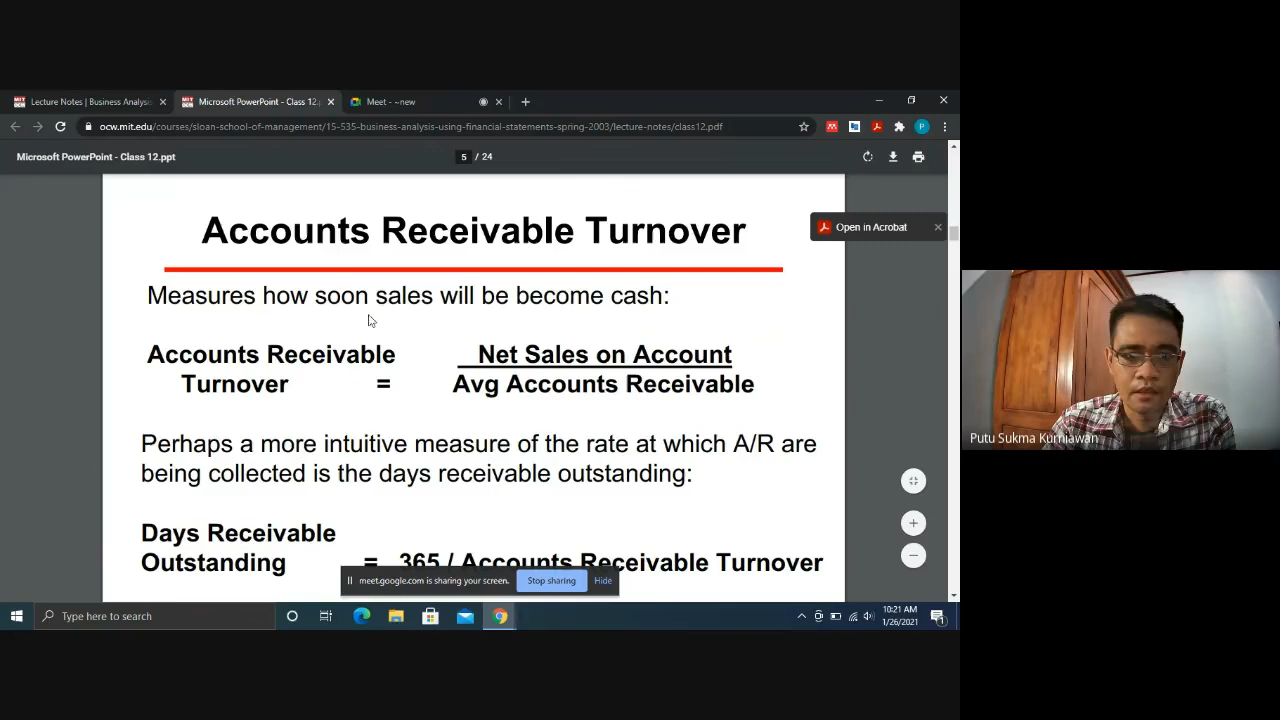 Lecture Notes | Business Analysis
Microsoft PowerPoint - Class 12.p
Meet - ~new
ocw.mit.edu/courses/sloan-school-of-management/15-535-business-analysis-using-financial-statements-spring-2003/lecture-notes/class12.pdf
P
Microsoft PowerPoint - Class 12.ppt
5 / 24
Open in Acrobat
Accounts Receivable Turnover
Measures how soon sales will be become cash:
Accounts Receivable Net Sales on Account
Turnover = Avg Accounts Receivable
Perhaps a more intuitive measure of the rate at which A/R are
being collected is the days receivable outstanding:
Days Receivable
Outstanding = 365 / Accounts Receivable Turnover
meet.google.com is sharing your screen. Stop sharing Hide
Putu Sukma Kurniawan
Type here to search
10:21 AM
1/26/2021
1